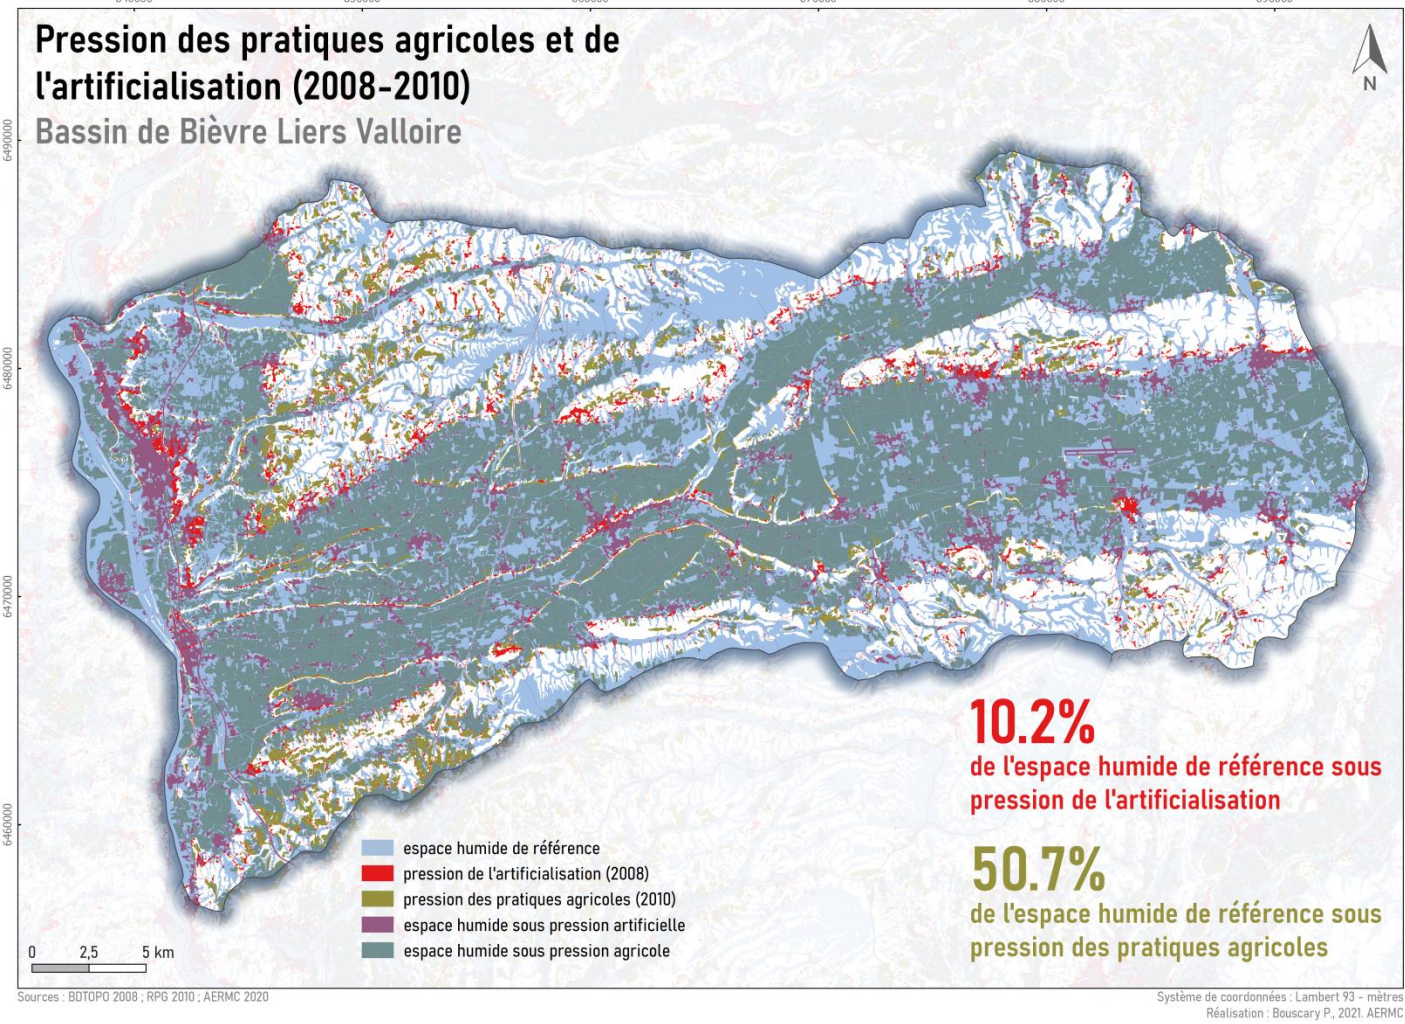 Pression des pratiques agricoles et de
l'artificialisation (2008-2010)
Bassin de Bièvre Liers Valloire
N
6490000
6480000
6470000
6460000
10.2%
de l'espace humide de référence sous
pression de l'artificialisation
50.7%
de l'espace humide de référence sous
pression des pratiques agricoles
espace humide de référence
pression de l'artificialisation (2008)
pression des pratiques agricoles (2010)
espace humide sous pression artificielle
espace humide sous pression agricole
0 2,5 5 km
Sources : BDTOPO 2008 ; RPG 2010 ; AERMC 2020
Système de coordonnées : Lambert 93 - mètres
Réalisation : Bouscary P., 2021. AERMC